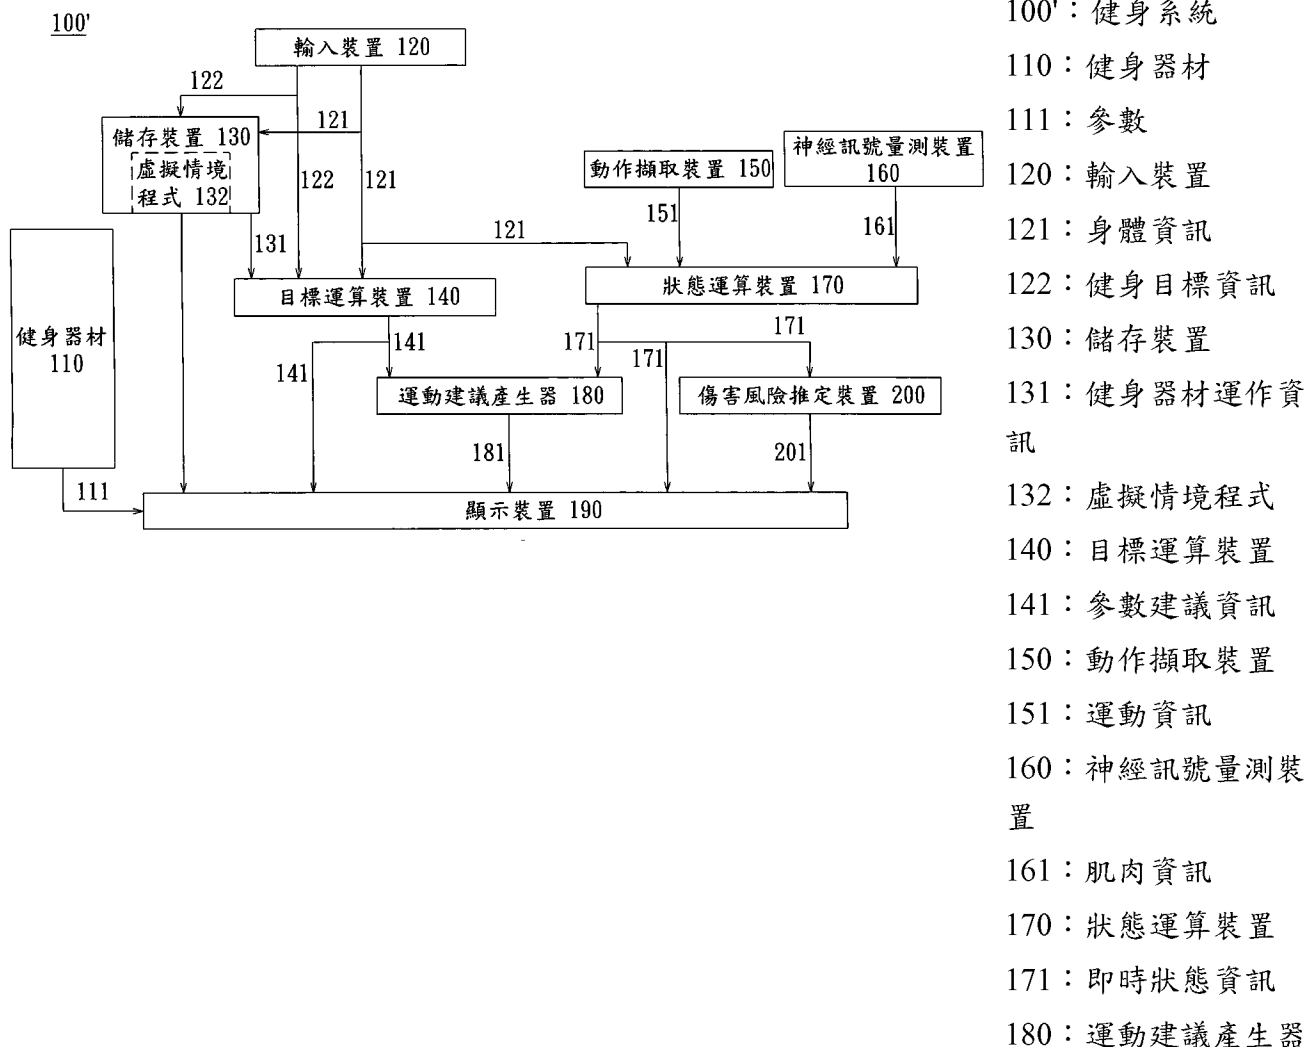 100'
輸入裝置 120
122
121
儲存裝置 130
虛擬情境
程式 132
122
121
動作擷取裝置 150
神經訊號量測裝置
160
151
161
131
121
目標運算裝置 140
狀態運算裝置 170
健身器材
110
141
141
171
171
171
運動建議產生器 180
傷害風險推定裝置 200
181
201
111
顯示裝置 190
100'：健身系統
110：健身器材
111：參數
120：輸入裝置
121：身體資訊
122：健身目標資訊
130：儲存裝置
131：健身器材運作資
訊
132：虛擬情境程式
140：目標運算裝置
141：參數建議資訊
150：動作擷取裝置
151：運動資訊
160：神經訊號量測裝
置
161：肌肉資訊
170：狀態運算裝置
171：即時狀態資訊
180：運動建議產生器